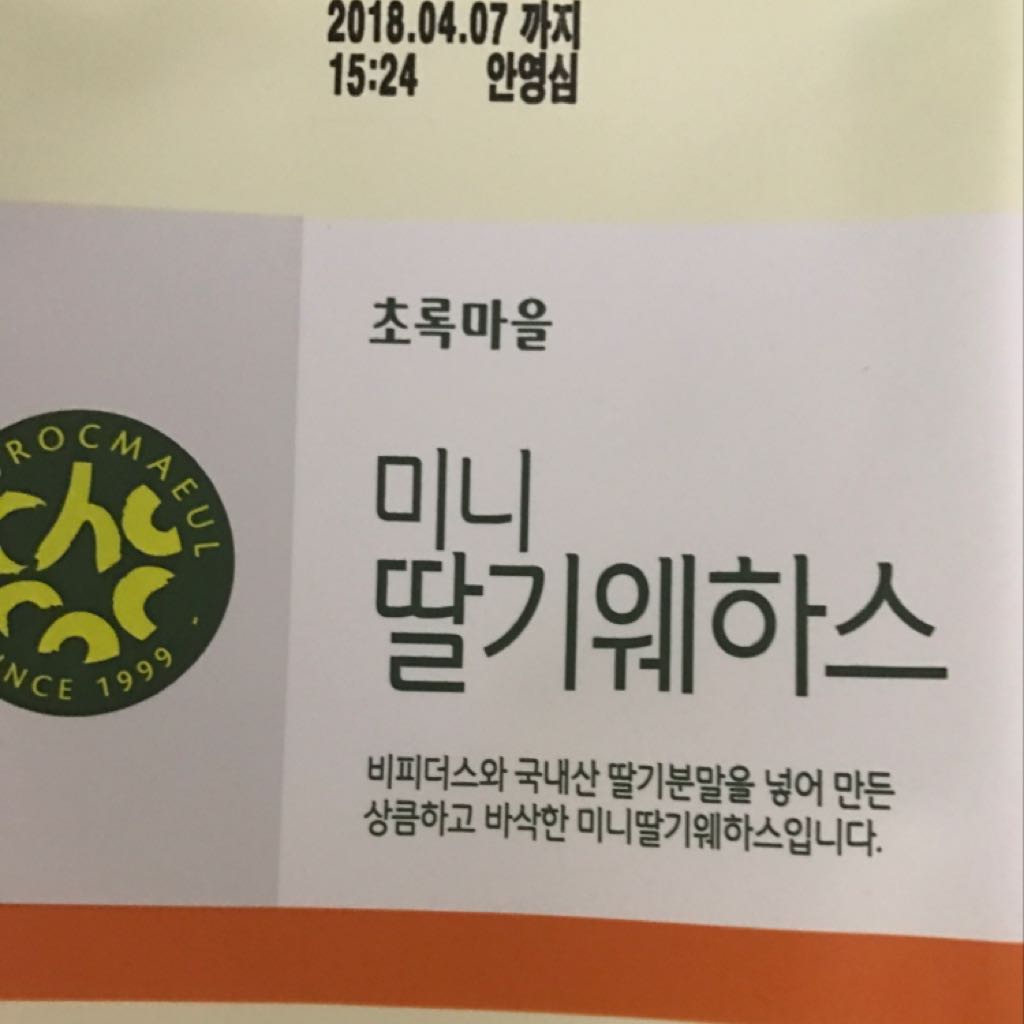 2018.04.07 까지
15:24 안영심
초록마을
ROCMAEUL
미니
딸기웨하스
1999
비피더스와 국내산 딸기분말을 넣어 만든
상큼하고 바삭한 미니딸기웨하스입니다.